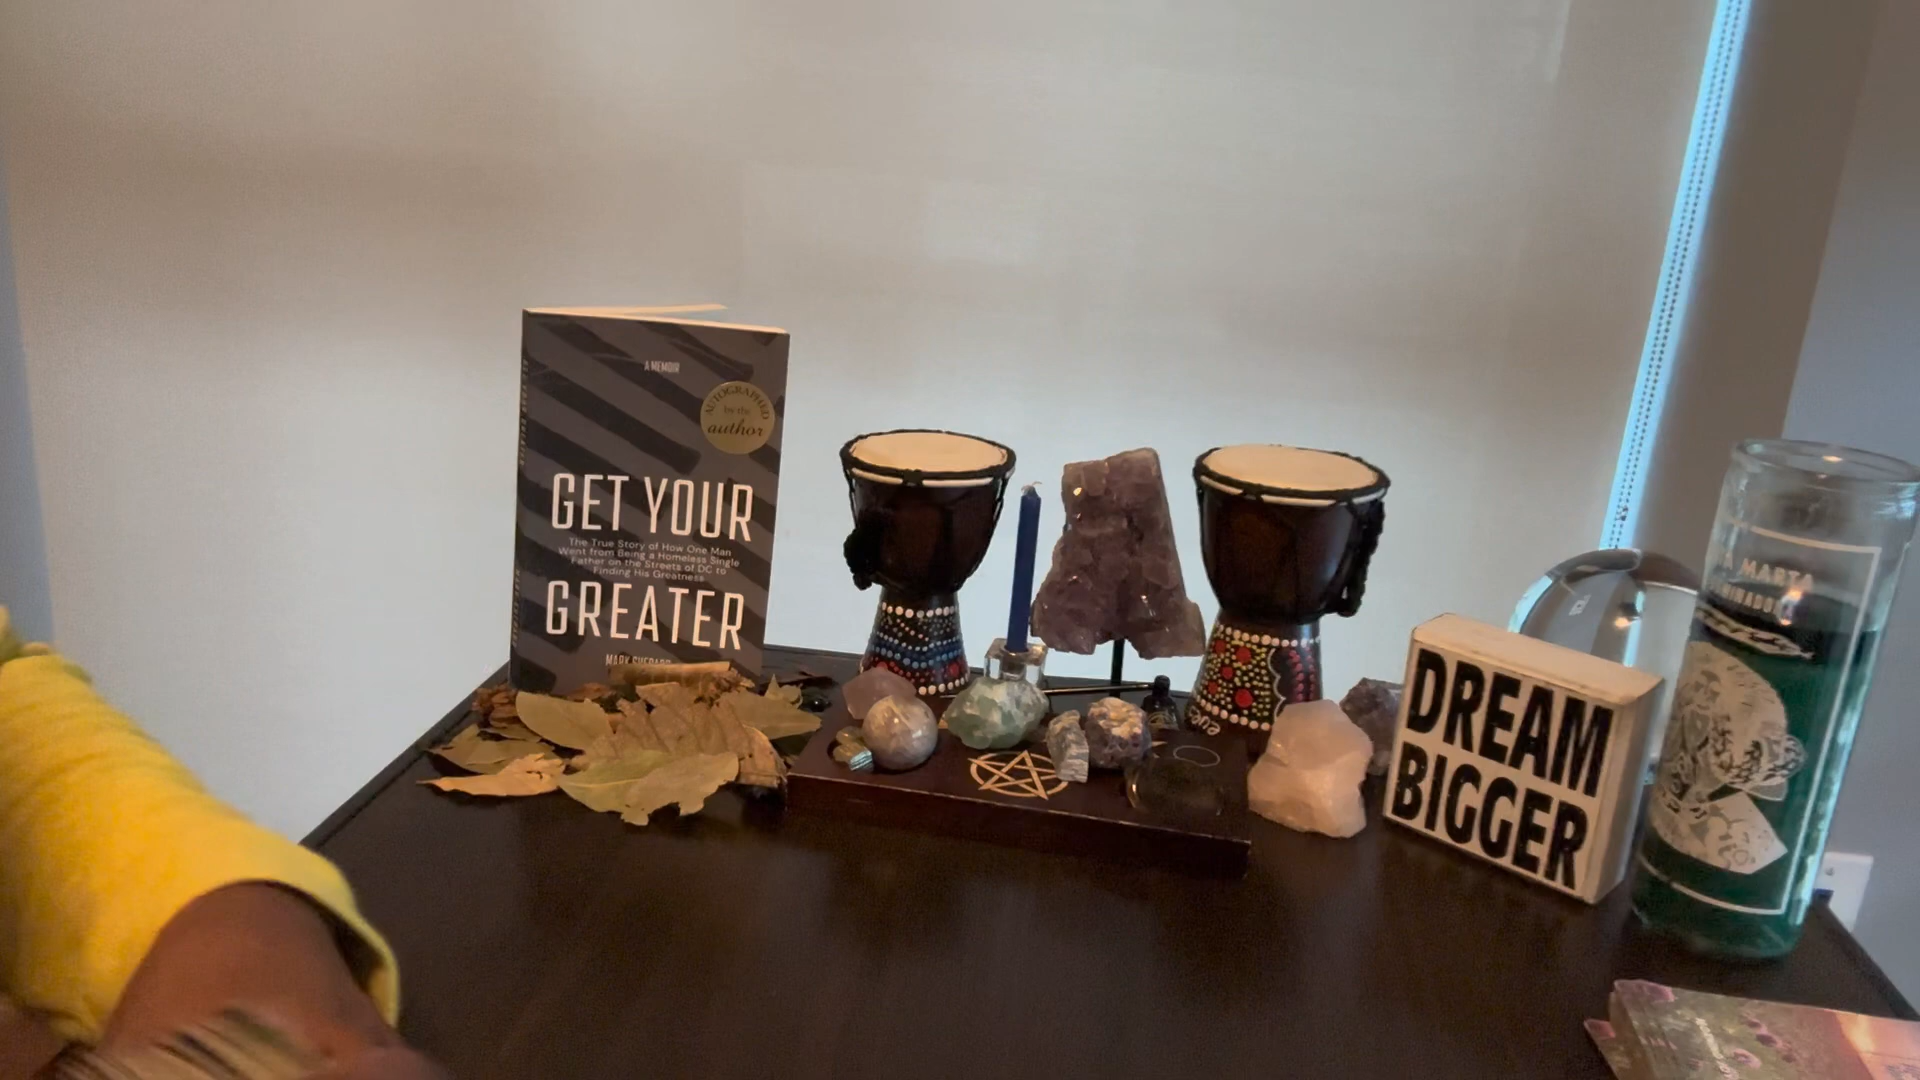 A MEMOIR
AUTOGRAPHED
by the
author
GET YOUR
The True Story of How One Man
Went from Being a Homeless Single
Father on the Streets of DC to
Finding His Greatness
GREATER
DREAM
BIGGER
MARTA